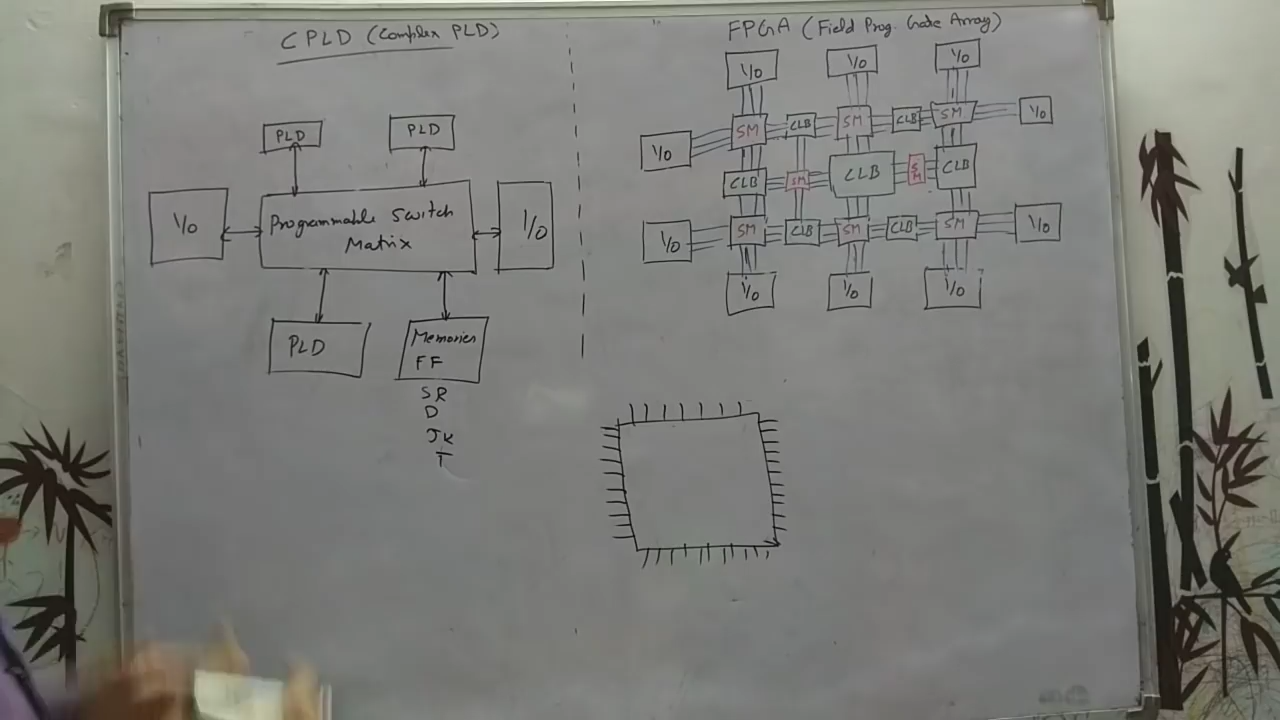 CPLD (Complex PLD)
PLD
PLD
I/O
Programmable Switch
Matrix
I/O
PLD
Memories
FF
SR
D
JK
T
FPGA (Field Prog. Gate Array)
I/O
I/O
I/O
I/O
SM
CLB
SM
CLB
SM
I/O
CLB
SM
CLB
SM
CLB
I/O
SM
CLB
SM
CLB
SM
I/O
I/O
I/O
I/O